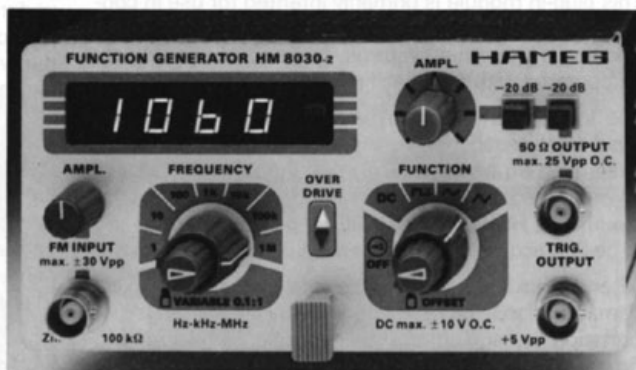 FUNCTION GENERATOR HM 8030-2
HAMEG
1060
AMPL.
-20 dB -20 dB
50 Ω OUTPUT
max. 25 Vpp O.C.
AMPL.
FREQUENCY
OVER
DRIVE
FUNCTION
1 10 100 1k 10k 100k 1M
DC
OFF
FM INPUT
max. ±30 Vpp
TRIG.
OUTPUT
VARIABLE 0.1:1
OFFSET
100 kΩ
Hz-kHz-MHz
DC max. ±10 V O.C.
+5 Vpp